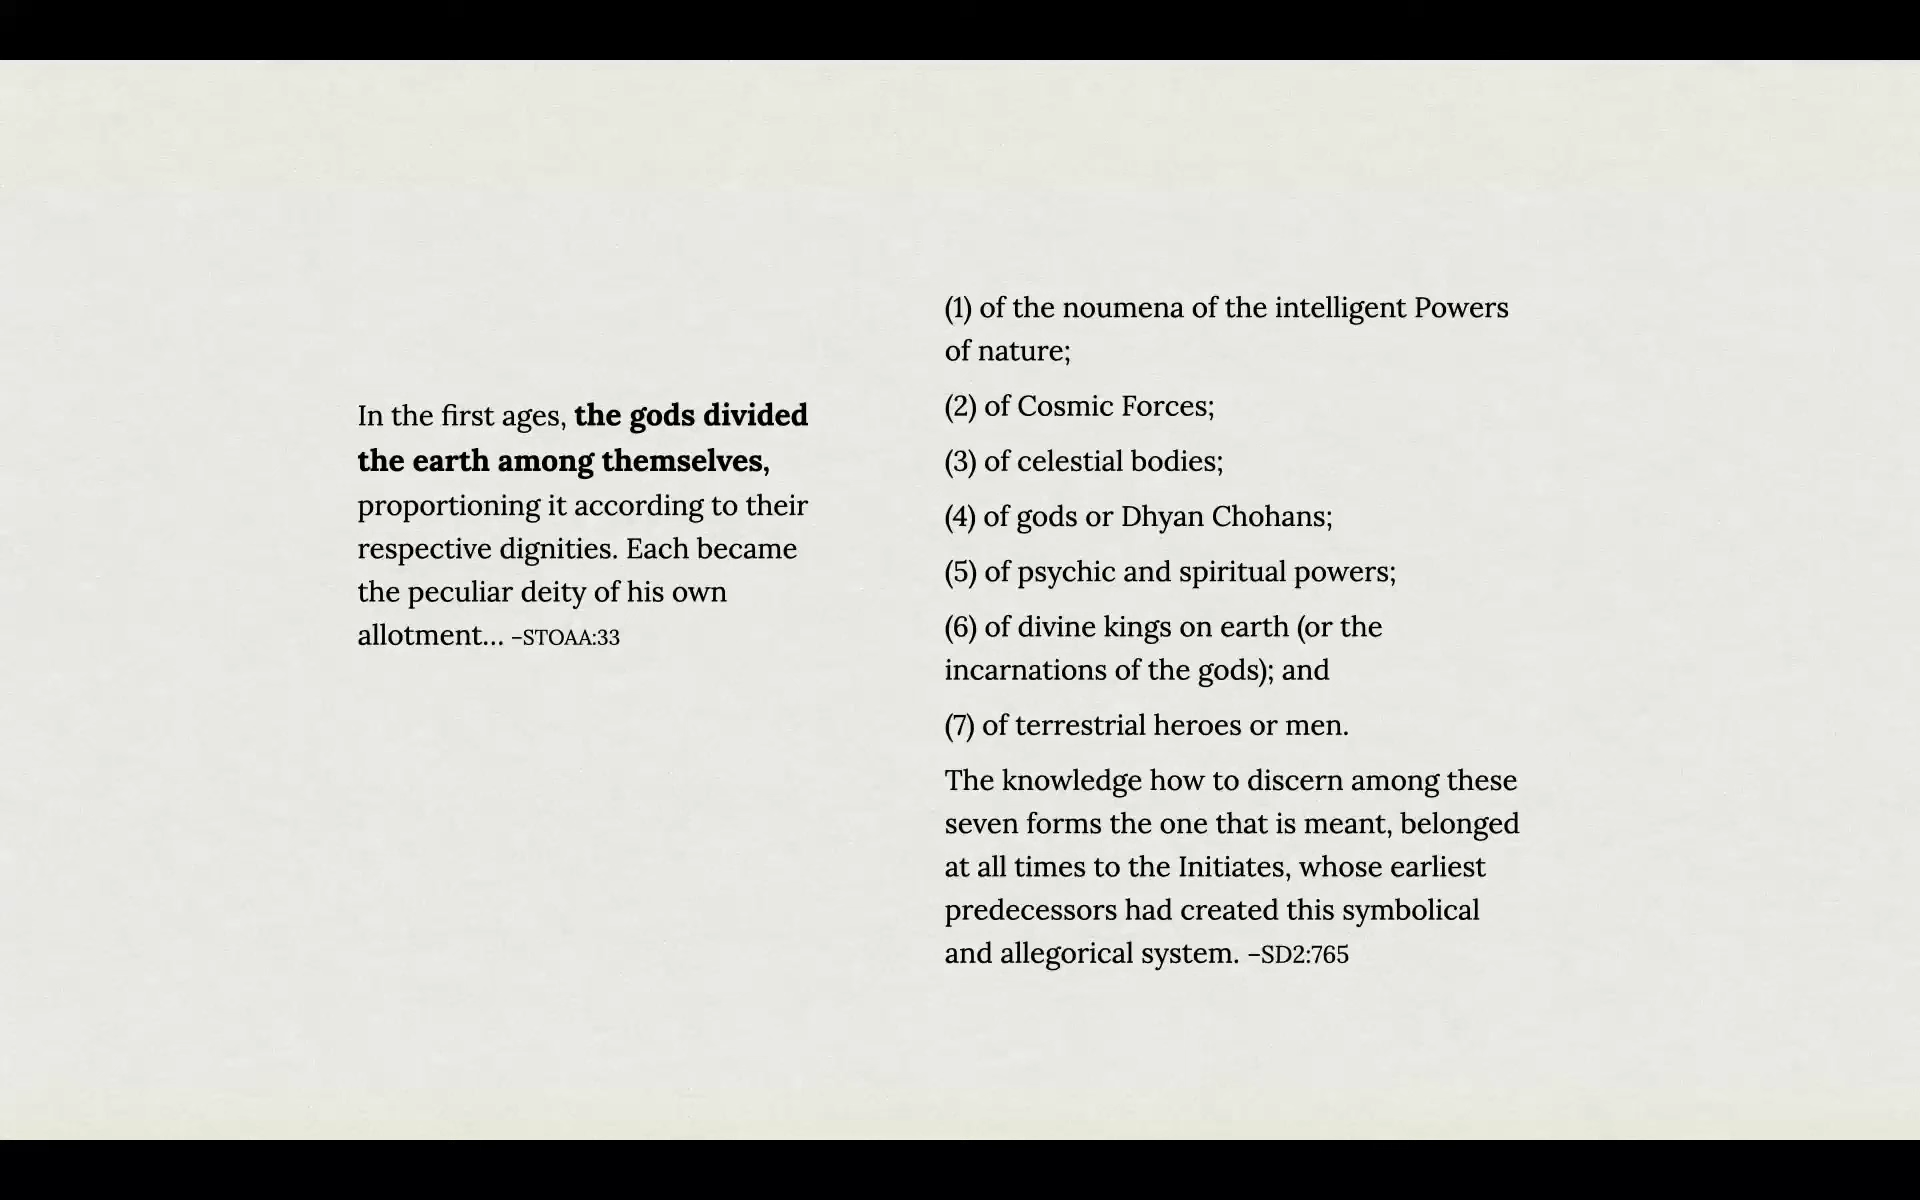 In the first ages, the gods divided
the earth among themselves,
proportioning it according to their
respective dignities. Each became
the peculiar deity of his own
allotment... –STOAA:33
(1) of the noumena of the intelligent Powers
of nature;
(2) of Cosmic Forces;
(3) of celestial bodies;
(4) of gods or Dhyan Chohans;
(5) of psychic and spiritual powers;
(6) of divine kings on earth (or the
incarnations of the gods); and
(7) of terrestrial heroes or men.
The knowledge how to discern among these
seven forms the one that is meant, belonged
at all times to the Initiates, whose earliest
predecessors had created this symbolical
and allegorical system. –SD2:765